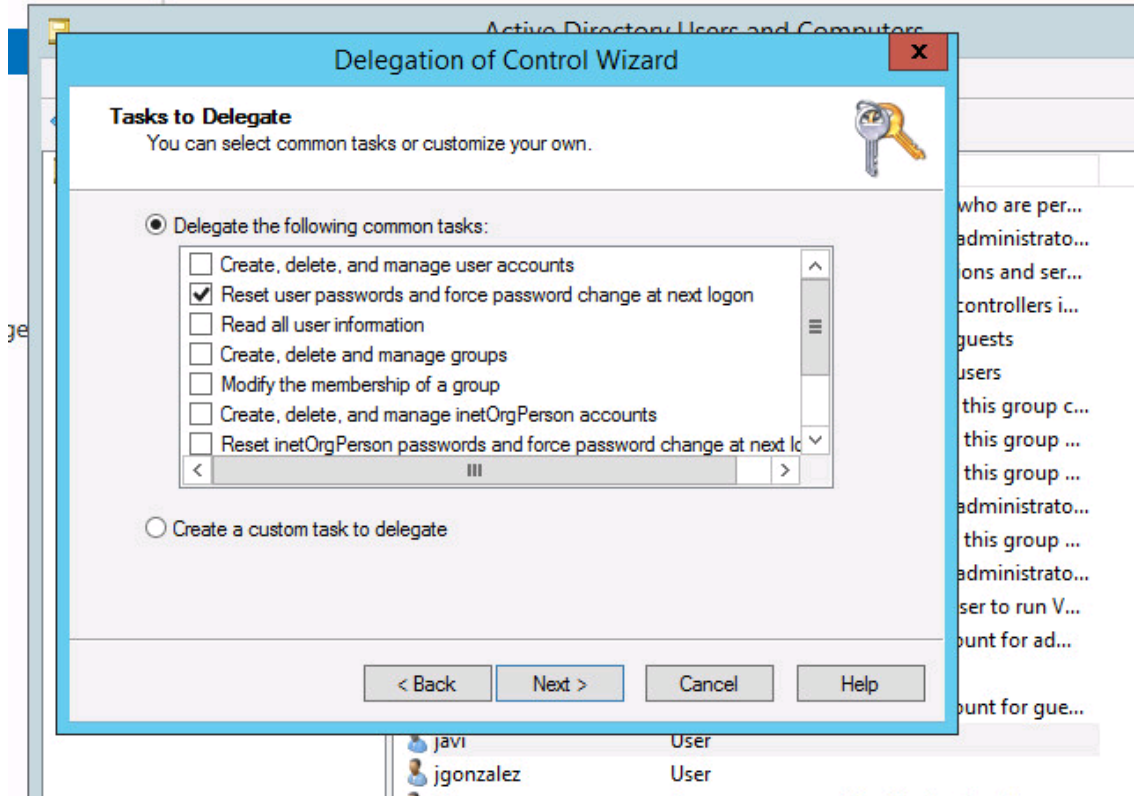 Active Directory Users and Computers
Delegation of Control Wizard
x
Tasks to Delegate
You can select common tasks or customize your own.
Delegate the following common tasks:
Create, delete, and manage user accounts
Reset user passwords and force password change at next logon
Read all user information
Create, delete and manage groups
Modify the membership of a group
Create, delete, and manage inetOrgPerson accounts
Reset inetOrgPerson passwords and force password change at next lo
Create a custom task to delegate
< Back
Next >
Cancel
Help
ge
who are per...
administrato...
ions and ser...
controllers i...
guests
users
this group c...
this group ...
this group ...
administrato...
this group ...
administrato...
ser to run V...
ount for ad...
ount for gue...
javi User
jgonzalez User